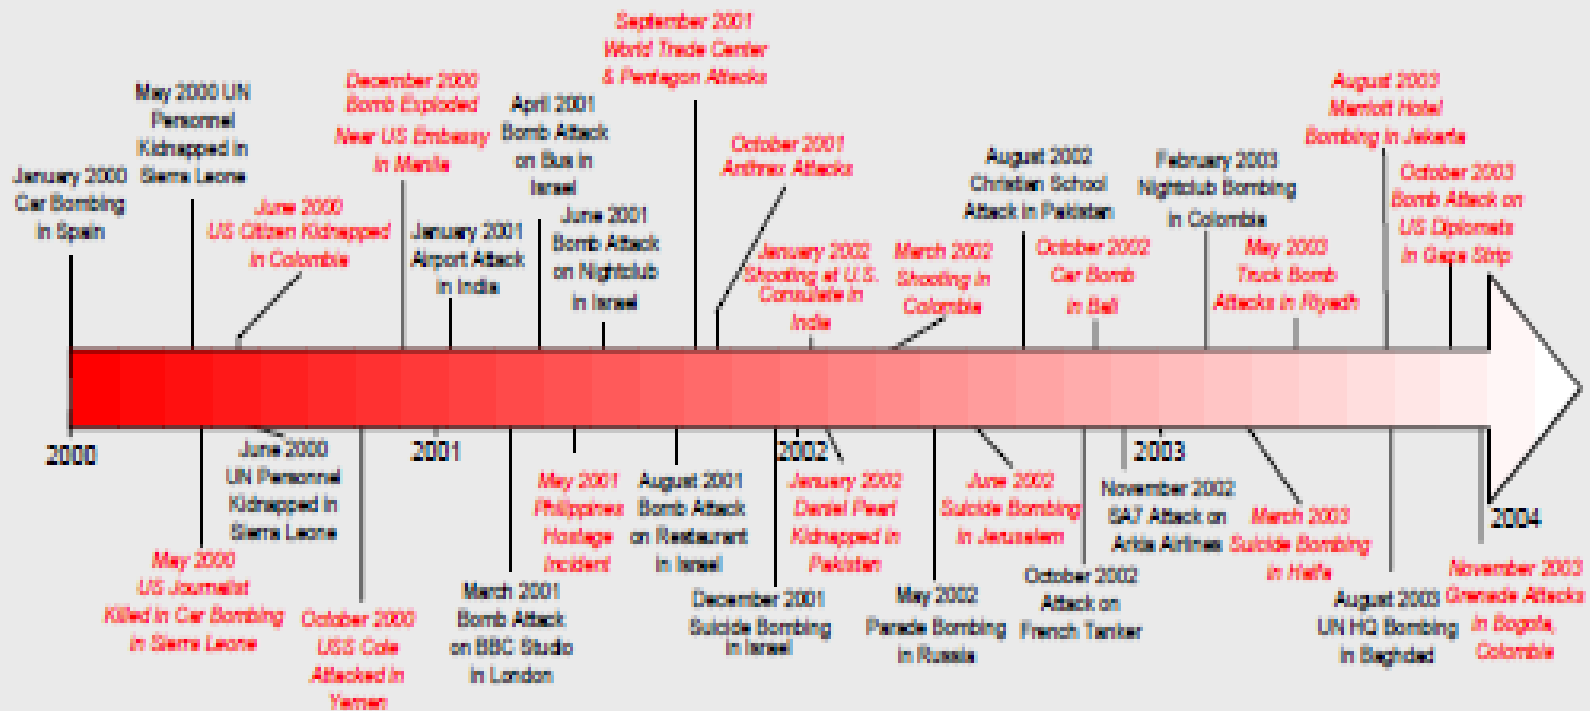 January 2000
Car Bombing
in Spain
May 2000 UN
Personnel
Kidnapped in
Sierra Leone
June 2000
US Citizen Kidnapped
in Colombia
December 2000
Bomb Exploded
Near US Embassy
in Manila
January 2001
Airport Attack
in India
April 2001
Bomb Attack
on Bus in
Israel
June 2001
Bomb Attack
on Nightclub
in Israel
September 2001
World Trade Center
& Pentagon Attacks
October 2001
Anthrax Attacks
January 2002
Shooting at U.S.
Consulate in
India
March 2002
Shooting in
Colombia
August 2002
Christian School
Attack in Pakistan
October 2002
Car Bomb
in Bali
February 2003
Nightclub Bombing
in Colombia
May 2003
Truck Bomb
Attacks in Riyadh
August 2003
Marriott Hotel
Bombing in Jakarta
October 2003
Bomb Attack on
US Diplomats
in Gaza Strip
2000
2001
2002
2003
2004
May 2000
US Journalist
Killed in Car Bombing
in Sierra Leone
June 2000
UN Personnel
Kidnapped in
Sierra Leone
October 2000
USS Cole
Attacked in
Yemen
March 2001
Bomb Attack
on BBC Studio
in London
May 2001
Philippines
Hostage
Incident
August 2001
Bomb Attack
on Restaurant
in Israel
December 2001
Suicide Bombing
in Israel
January 2002
Daniel Pearl
Kidnapped in
Pakistan
May 2002
Parade Bombing
in Russia
June 2002
Suicide Bombing
in Jerusalem
October 2002
Attack on
French Tanker
November 2002
SA7 Attack on
Arkia Airlines
March 2003
Suicide Bombing
in Haifa
August 2003
UN HQ Bombing
in Baghdad
November 2003
Grenade Attacks
in Bogota,
Colombia